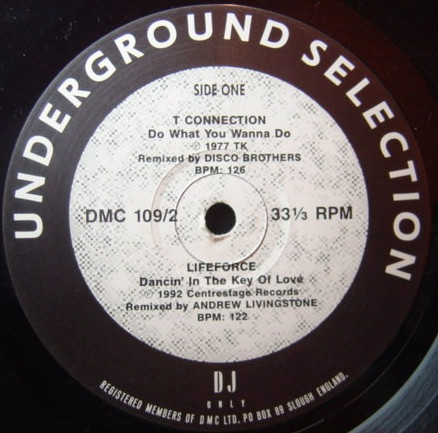 UNDERGROUND SELECTION
SIDE ONE
T CONNECTION
Do What You Wanna Do
℗ 1977 TK
Remixed by DISCO BROTHERS
BPM: 126
DMC 109/2
33⅓ RPM
LIFEFORCE
Dancin' In The Key Of Love
℗ 1992 Centrestage Records
Remixed by ANDREW LIVINGSTONE
BPM: 122
DJ
ONLY
REGISTERED MEMBERS OF DMC LTD. PO BOX 89 SLOUGH ENGLAND.